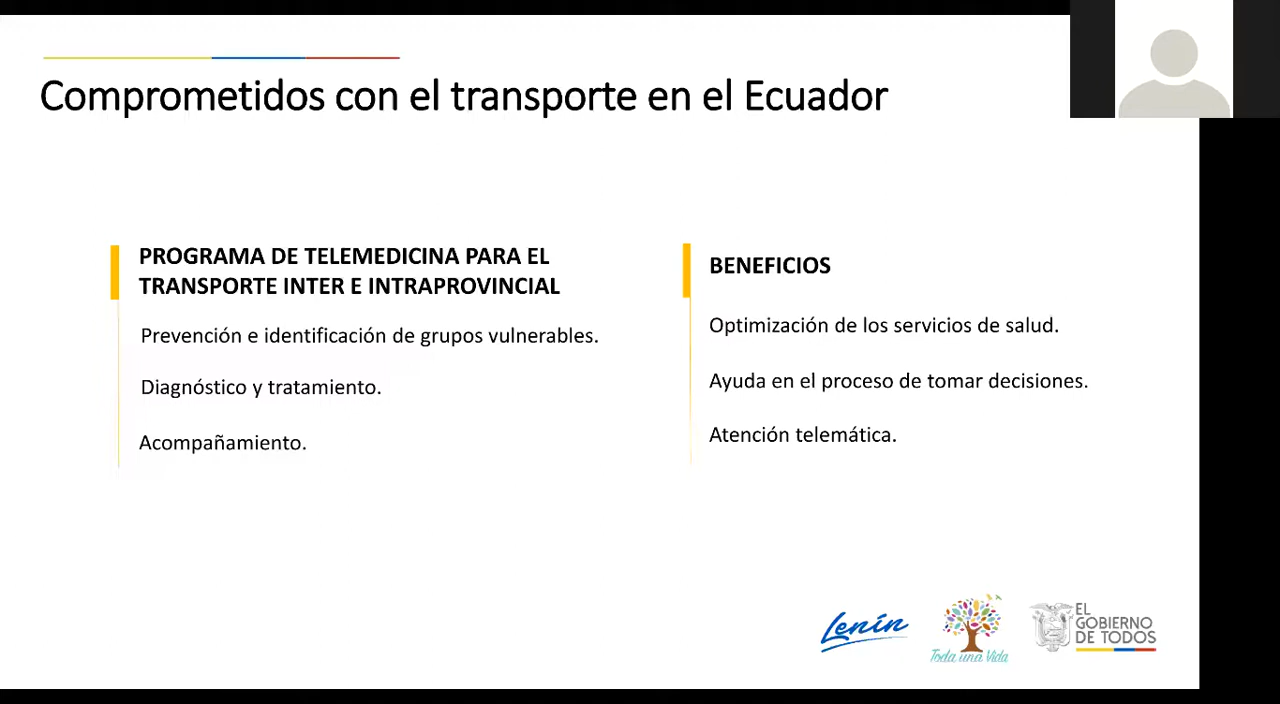 Comprometidos con el transporte en el Ecuador
PROGRAMA DE TELEMEDICINA PARA EL
TRANSPORTE INTER E INTRAPROVINCIAL
Prevención e identificación de grupos vulnerables.
Diagnóstico y tratamiento.
Acompañamiento.
BENEFICIOS
Optimización de los servicios de salud.
Ayuda en el proceso de tomar decisiones.
Atención telemática.
Lenín
Toda una Vida
EL
GOBIERNO
DE TODOS